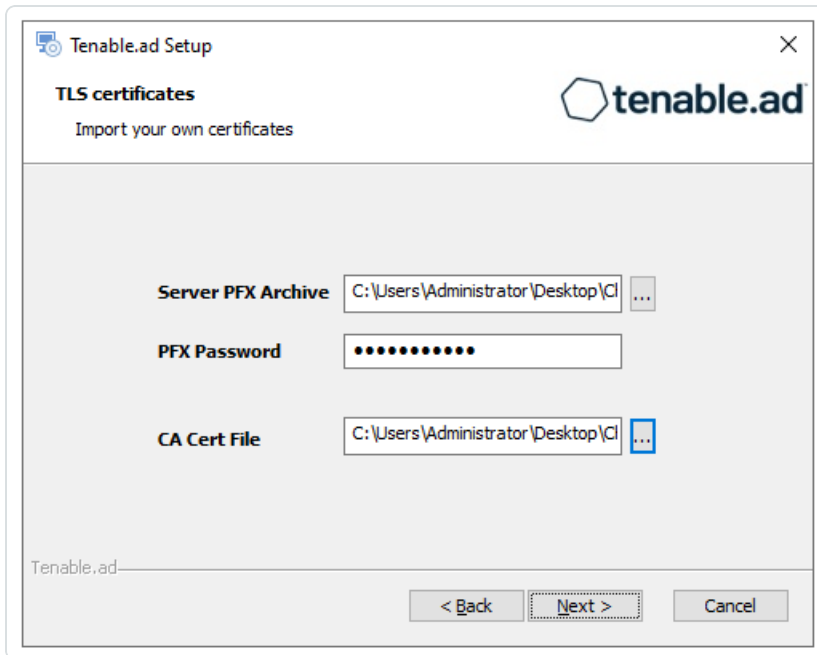 Tenable.ad Setup
TLS certificates
tenable.ad
Import your own certificates
Server PFX Archive C:\Users\Administrator\Desktop\Cl ...
PFX Password •••••••••••
CA Cert File C:\Users\Administrator\Desktop\Cl ...
Tenable.ad
< Back Next > Cancel